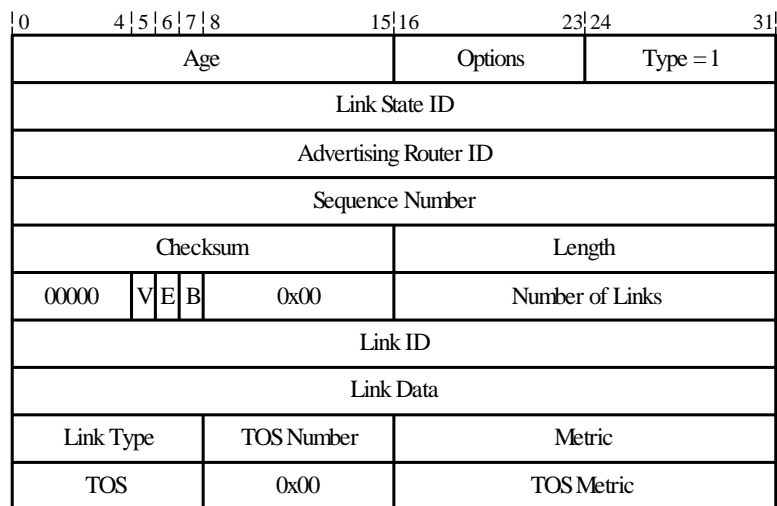 0 4 5 6 7 8 15 16 23 24 31
Age Options Type = 1
Link State ID
Advertising Router ID
Sequence Number
Checksum Length
00000 V E B 0x00 Number of Links
Link ID
Link Data
Link Type TOS Number Metric
TOS 0x00 TOS Metric